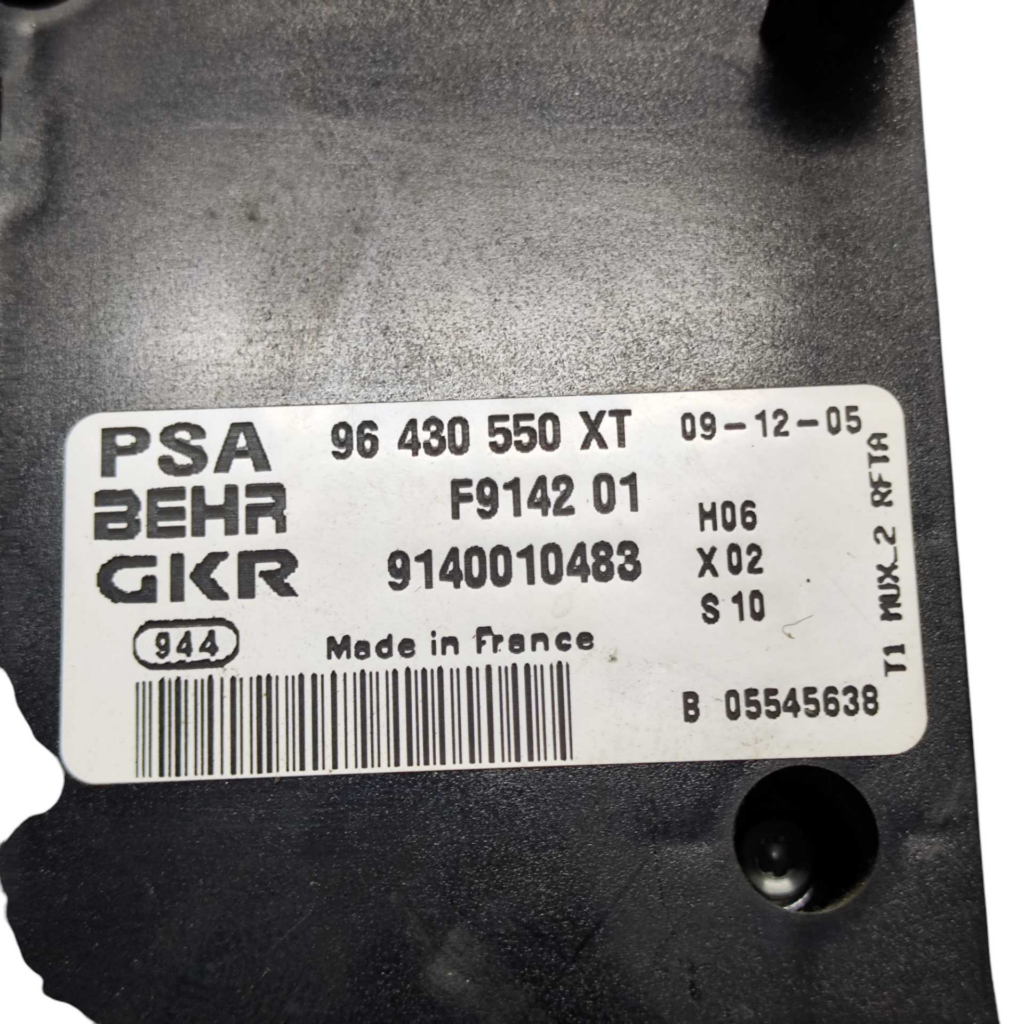 PSA 96 430 550 XT 09-12-05
BEHR F9142 01 H06
GKR 9140010483 X02
S 10
944 Made in France
B 05545638
T1 MUX_2 RFTA